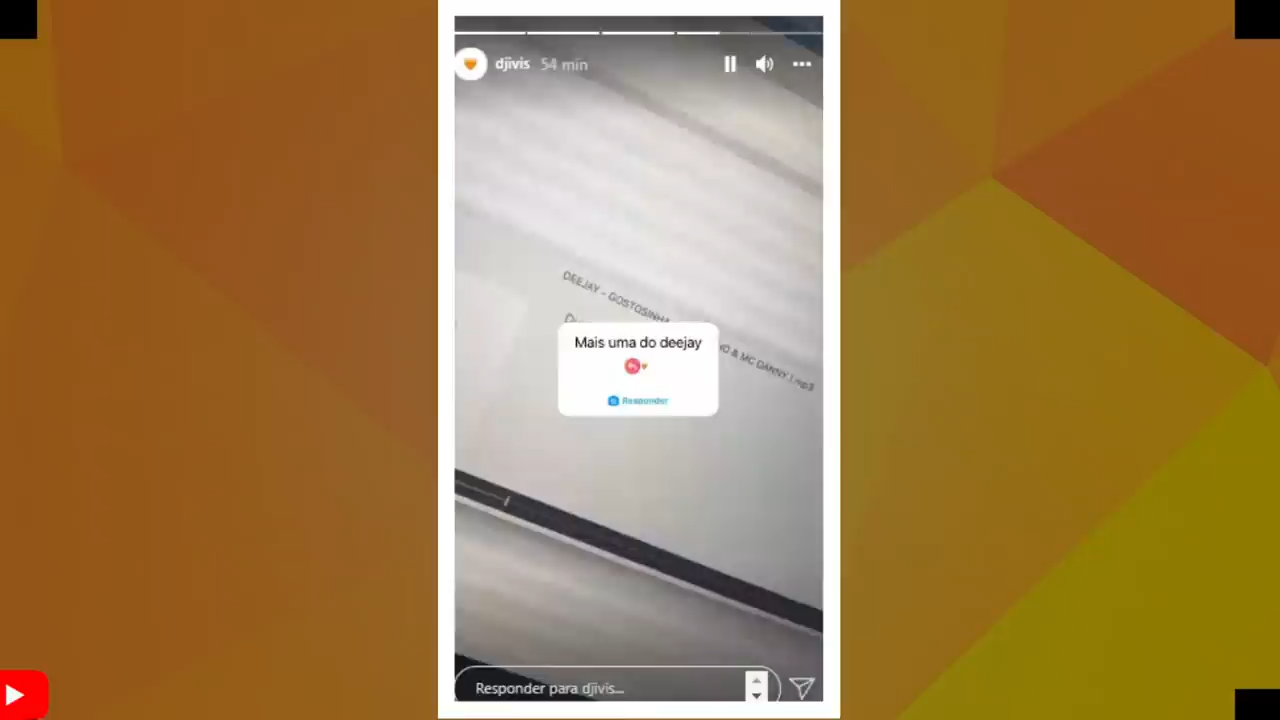 djivis 54 min
DEEJAY - GOSTOSINHA
& MC DANNY
.mp3
Mais uma do deejay
Responder
Responder para djivis...